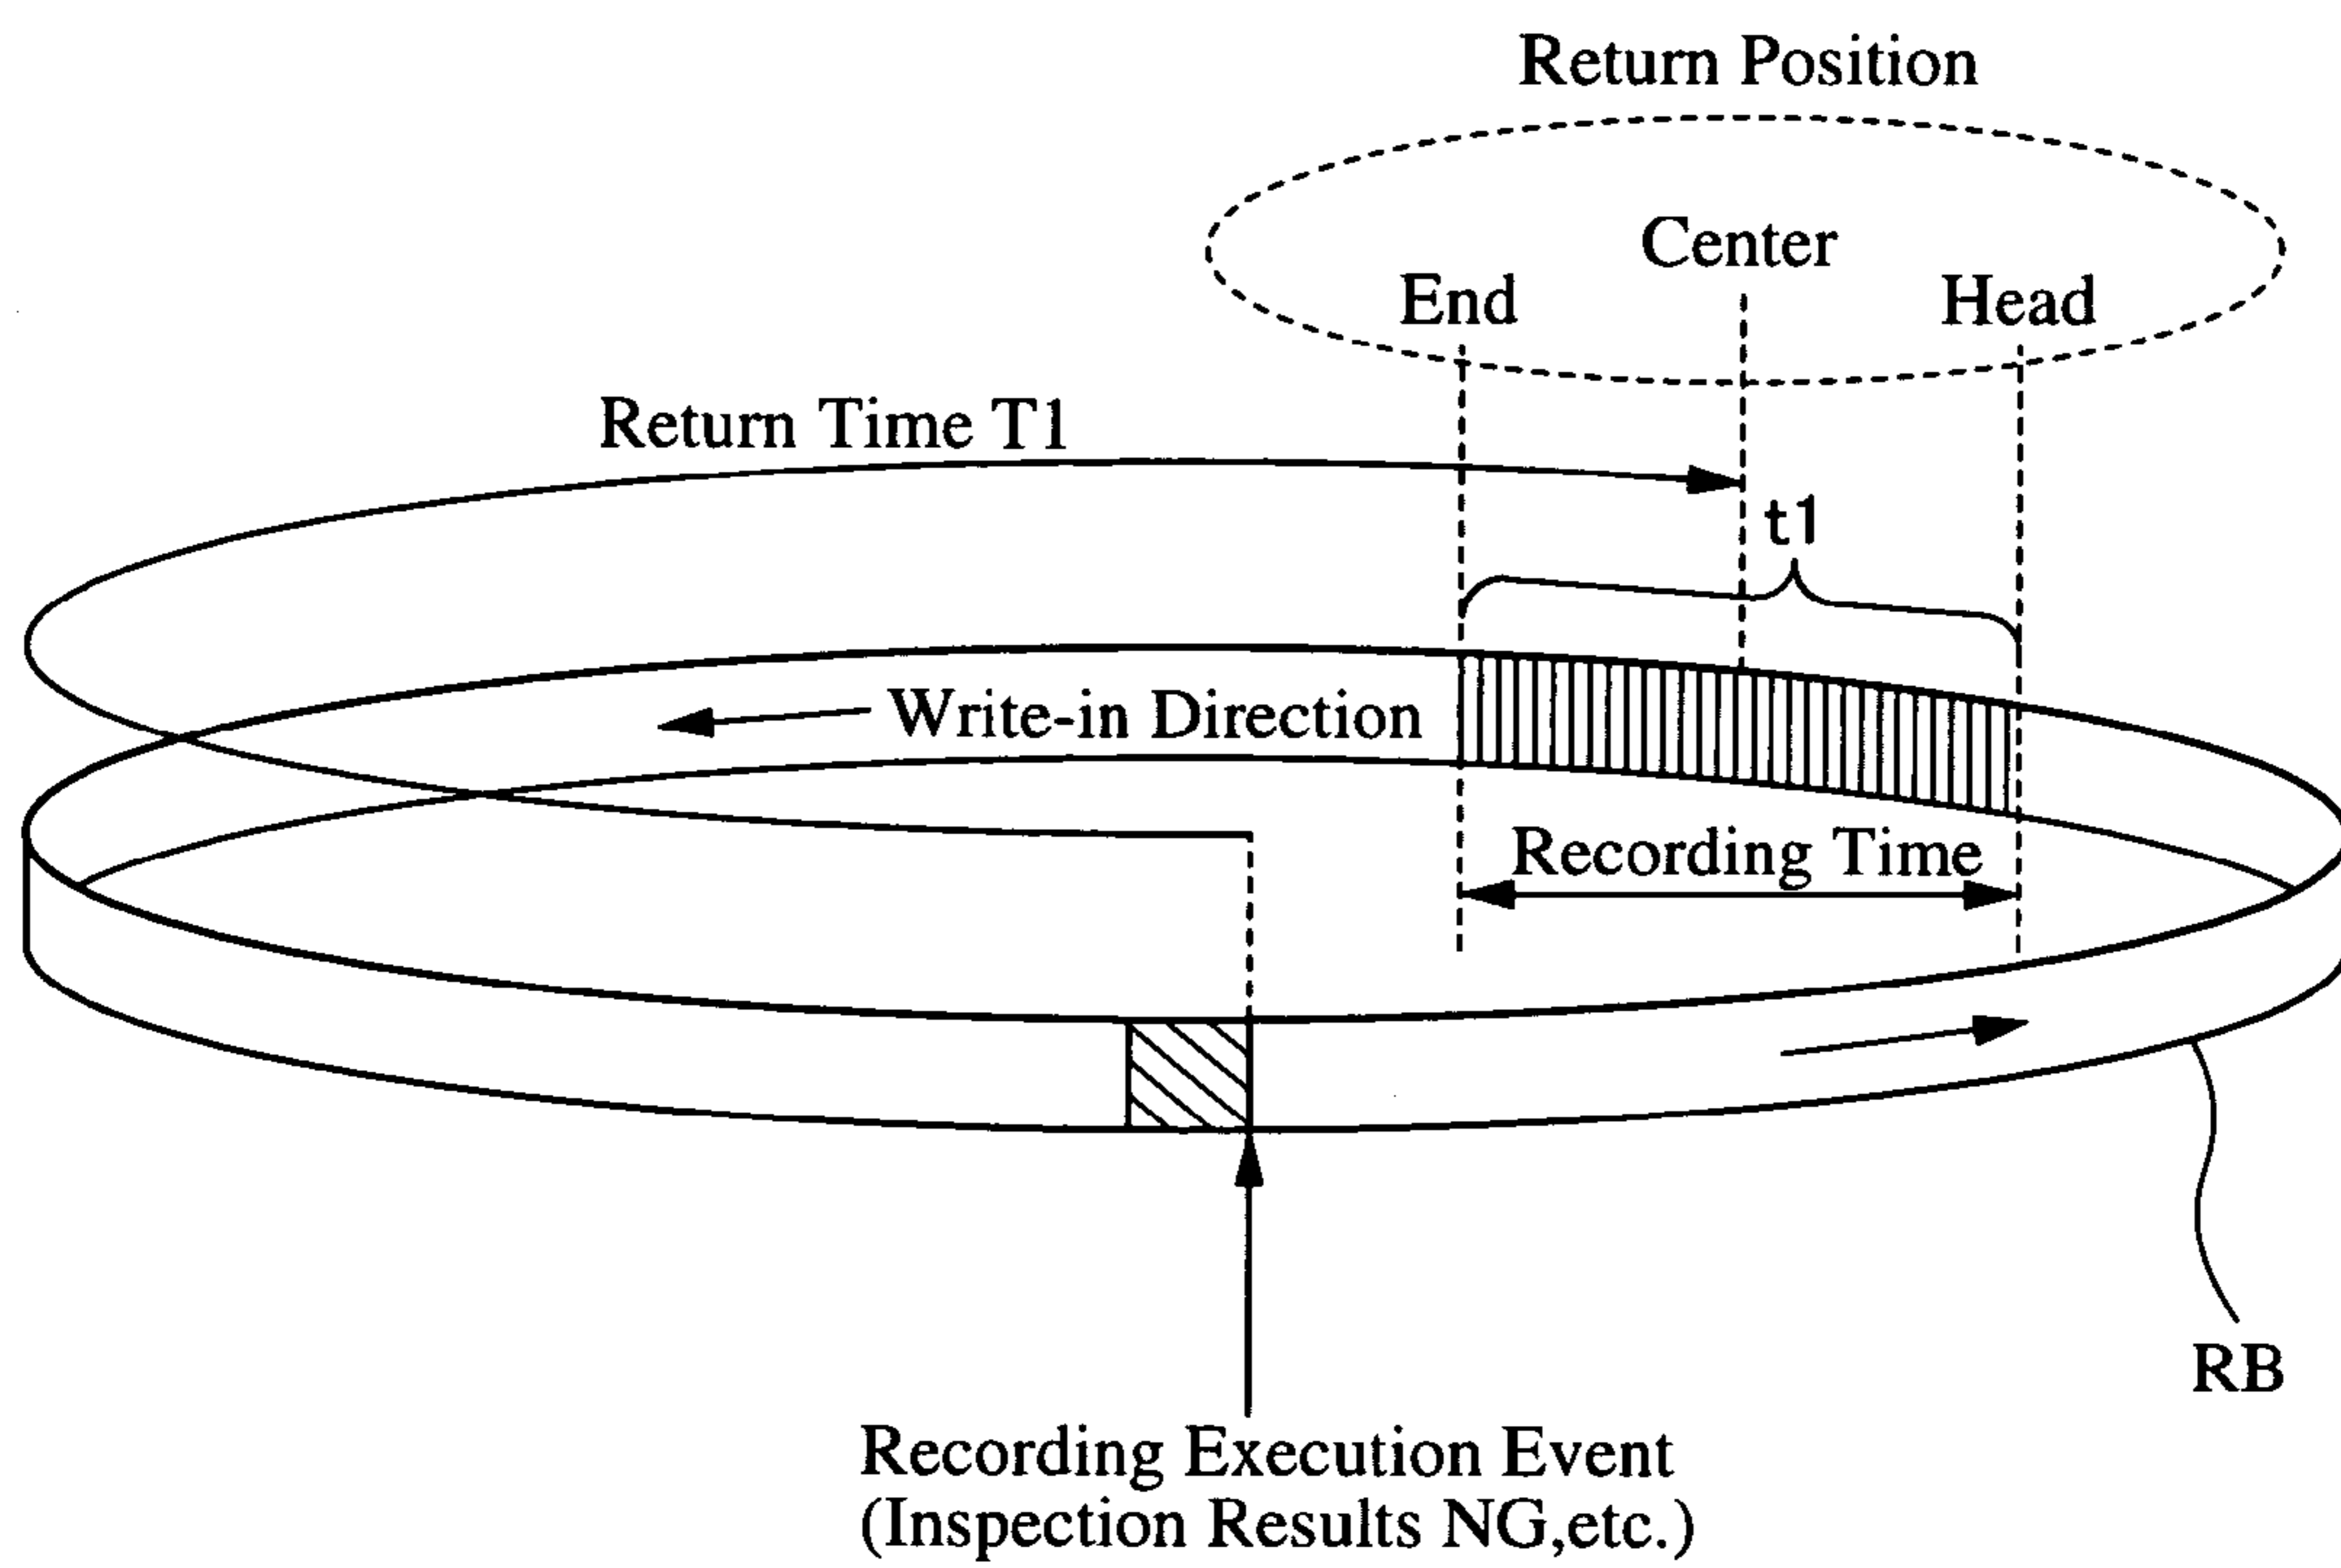 Return Position
Center
End
Head
Return Time T1
t1
Write-in Direction
Recording Time
RB
Recording Execution Event
(Inspection Results NG,etc.)